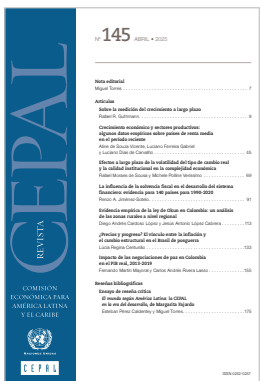 Nº 145 ABRIL • 2025
Nota editorial
Miguel Torres 7
Artículos
Sobre la medición del crecimiento a largo plazo
Rafael R. Guthmann 9
Crecimiento económico y sectores productivos:
algunos datos empíricos sobre países de renta media
en el período reciente
Aline de Souza Vicente, Luciano Ferreira Gabriel
y Luciano Dias de Carvalho 45
Efectos a largo plazo de la volatilidad del tipo de cambio real
y la calidad institucional en la complejidad económica
Rafael Moraes de Sousa y Michele Polline Veríssimo 69
La influencia de la solvencia fiscal en el desarrollo del sistema
financiero: evidencia para 140 países 1990-2020
Renzo A. Jiménez-Sotelo 91
Evidencia empírica de la ley de Okun en Colombia: un análisis
de las zonas rurales a nivel regional
Diego Andrés Cardoso López y Jesús Antonio López Cabrera 113
¿Precios y progreso? El vínculo entre la inflación y
el cambio estructural en el Brasil de posguerra
Lúcia Regina Centurião 133
Impacto de las negociaciones de paz en Colombia
en el PIB real, 2011-2019
Fernando Martín Mayoral y Carlos Andrés Rivera Lasso 155
Reseñas bibliográficas
Ensayo de reseña crítica
El mundo según América Latina: la CEPAL
en la era del desarrollo, de Margarita Fajardo
Esteban Pérez Caldentey y Miguel Torres 175
ISSN 0252-0257
REVISTA
CEPAL
COMISIÓN
ECONÓMICA PARA
AMÉRICA LATINA
Y EL CARIBE
NACIONES UNIDAS
CEPAL